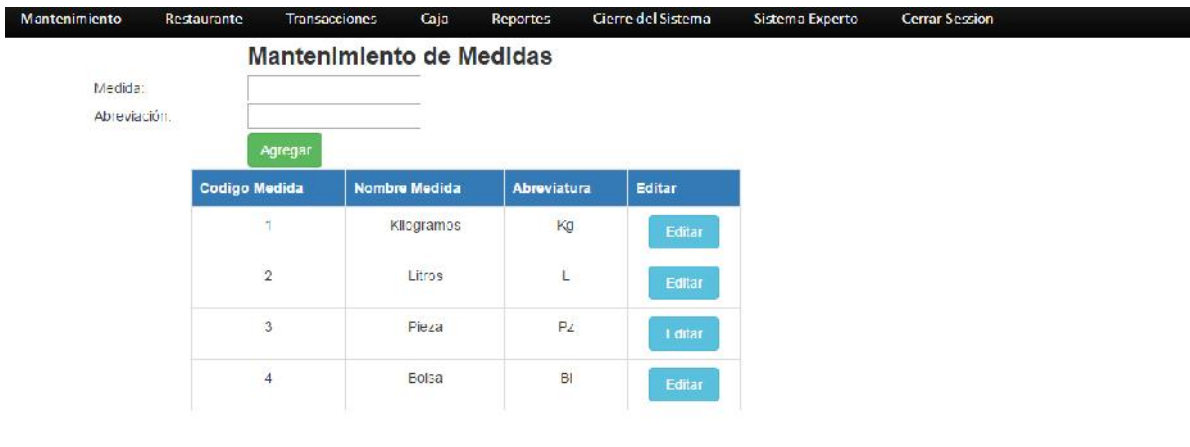 Mantenimiento Restaurante Transacciones Caja Reportes Cierre del Sistema Sistema Experto Cerrar Session
Mantenimiento de Medidas
Medida:
Abreviación:
Agregar
Codigo Medida Nombre Medida Abreviatura Editar
1 Kilogramos Kg Editar
2 Litros L Editar
3 Pieza Pz Editar
4 Bolsa Bl Editar